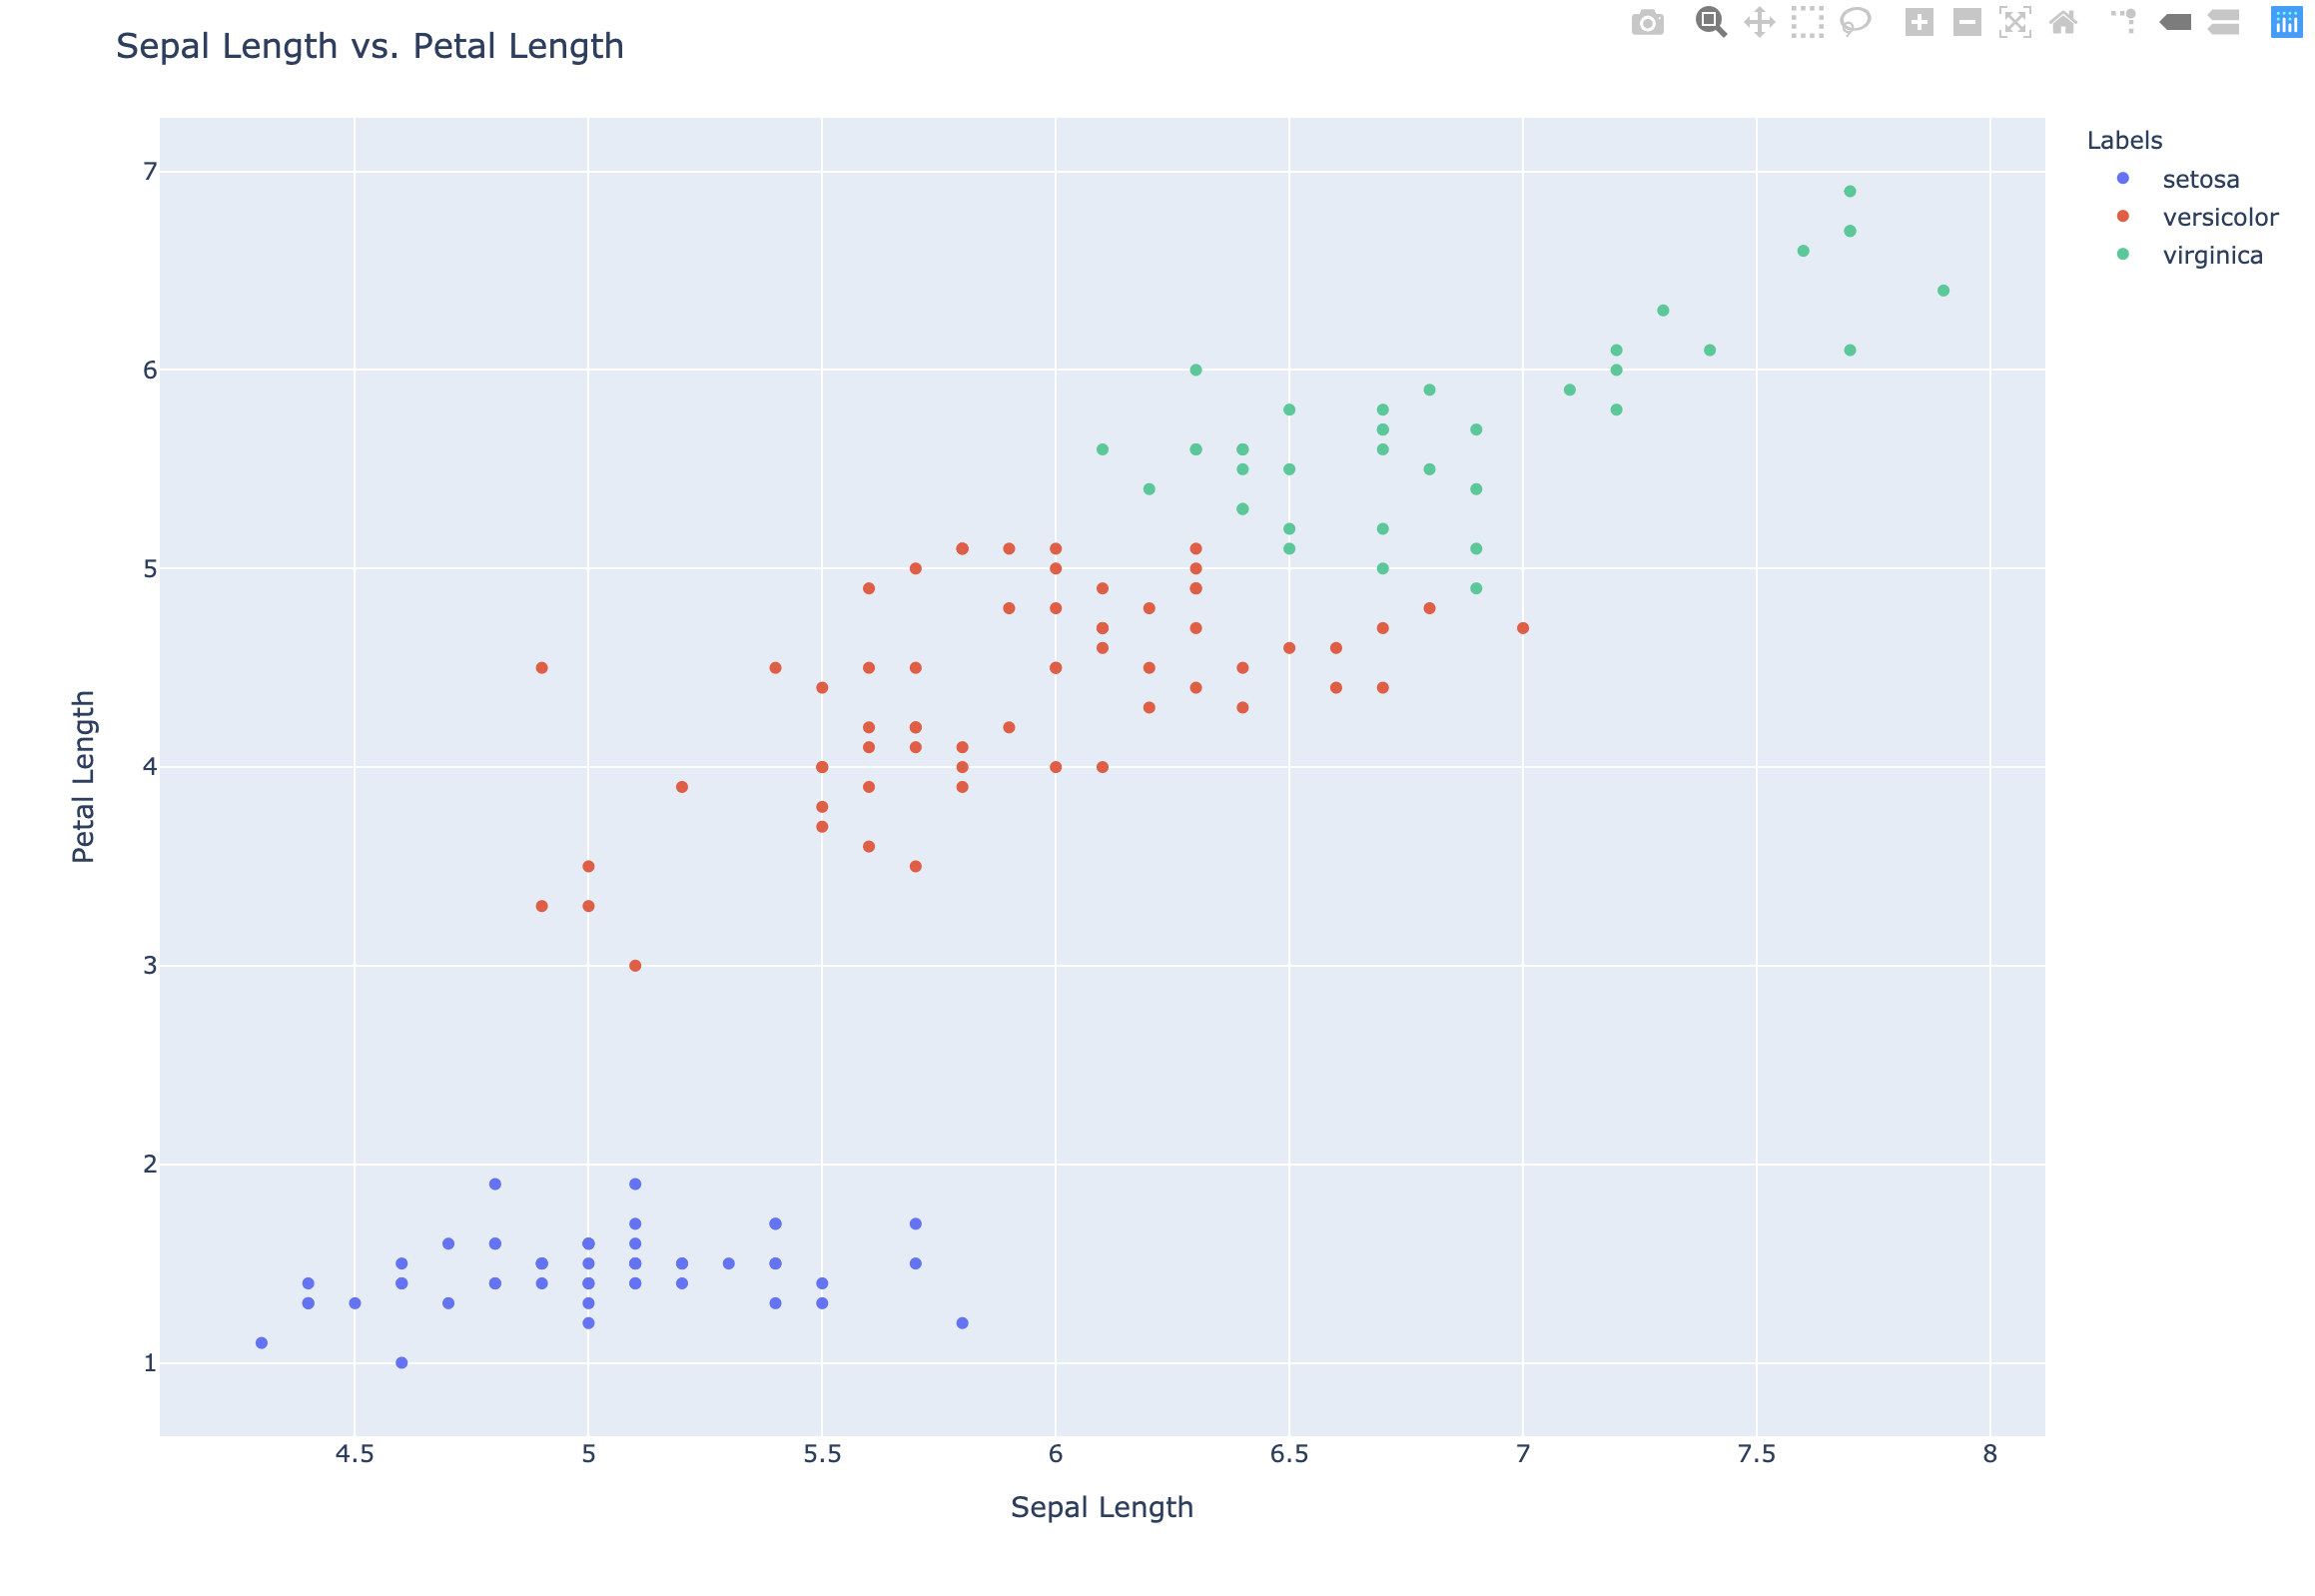 Sepal Length vs. Petal Length
Labels
setosa
versicolor
virginica
7
6
5
4
3
2
1
Petal Length
4.5 5 5.5 6 6.5 7 7.5 8
Sepal Length